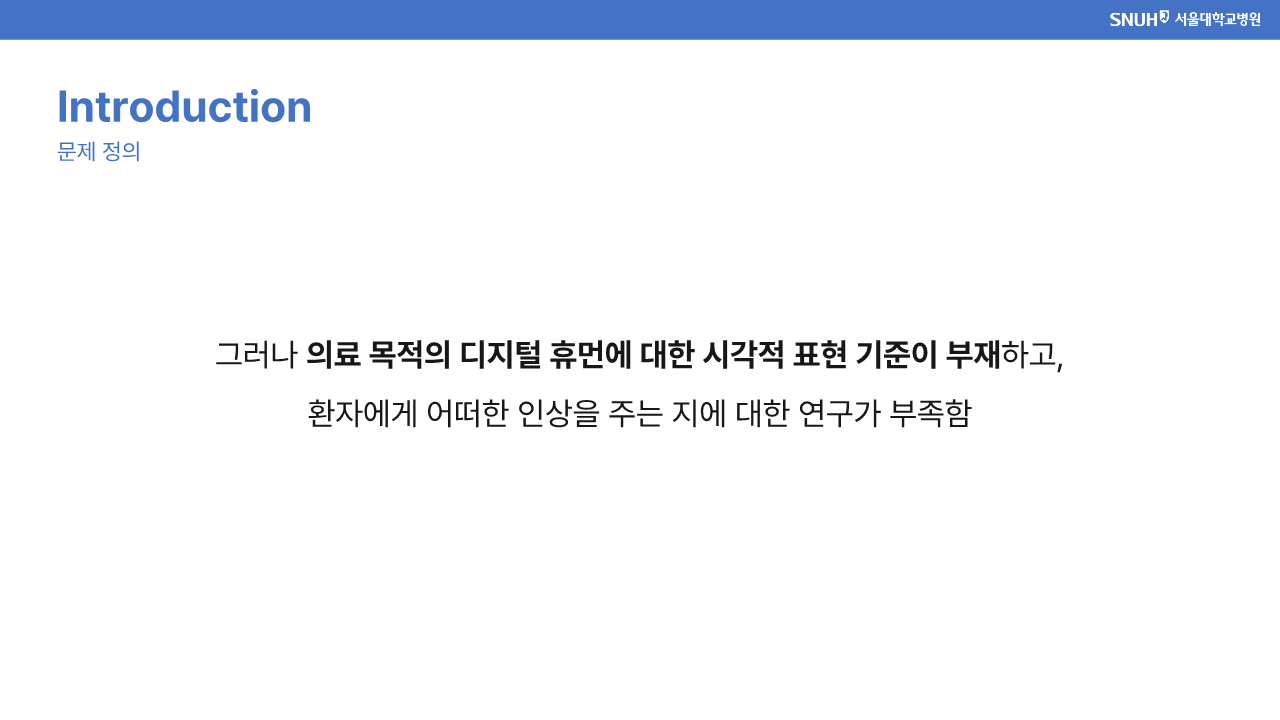 SNUH 서울대학교병원
Introduction
문제 정의
그러나 의료 목적의 디지털 휴먼에 대한 시각적 표현 기준이 부재하고,
환자에게 어떠한 인상을 주는 지에 대한 연구가 부족함